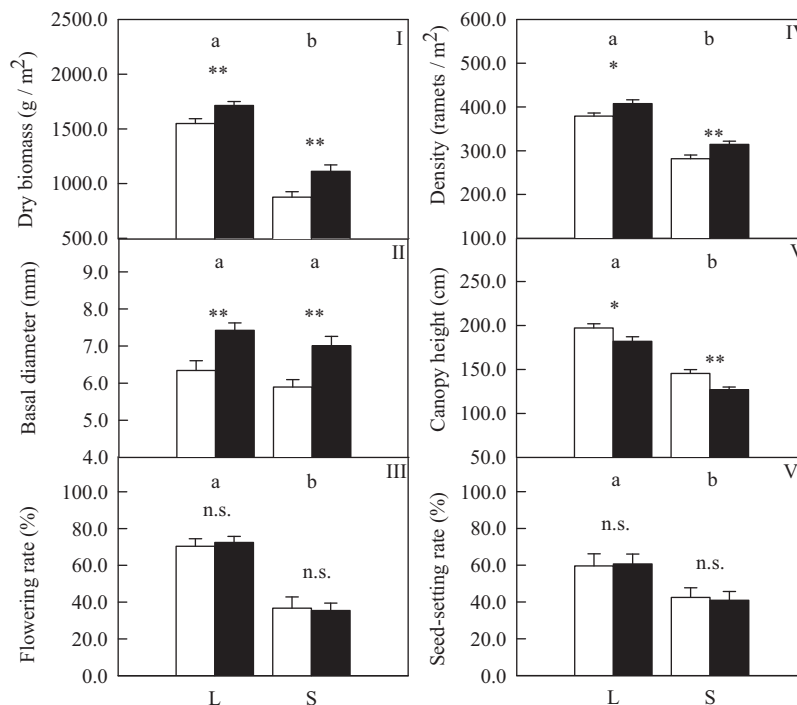 2500.0
2000.0
1500.0
1000.0
500.0
Dry biomass (g / m²)
a
b
I
**
**
600.0
500.0
400.0
300.0
200.0
100.0
Density (ramets / m²)
a
b
*
**
9.0
8.0
7.0
6.0
5.0
4.0
Basal diameter (mm)
a
a
II
**
**
250.0
200.0
150.0
100.0
50.0
Canopy height (cm)
a
b
*
**
100.0
80.0
60.0
40.0
20.0
0.0
Flowering rate (%)
a
b
III
n.s.
n.s.
L
S
100.0
80.0
60.0
40.0
20.0
0.0
Seed-setting rate (%)
a
b
V
n.s.
n.s.
L
S